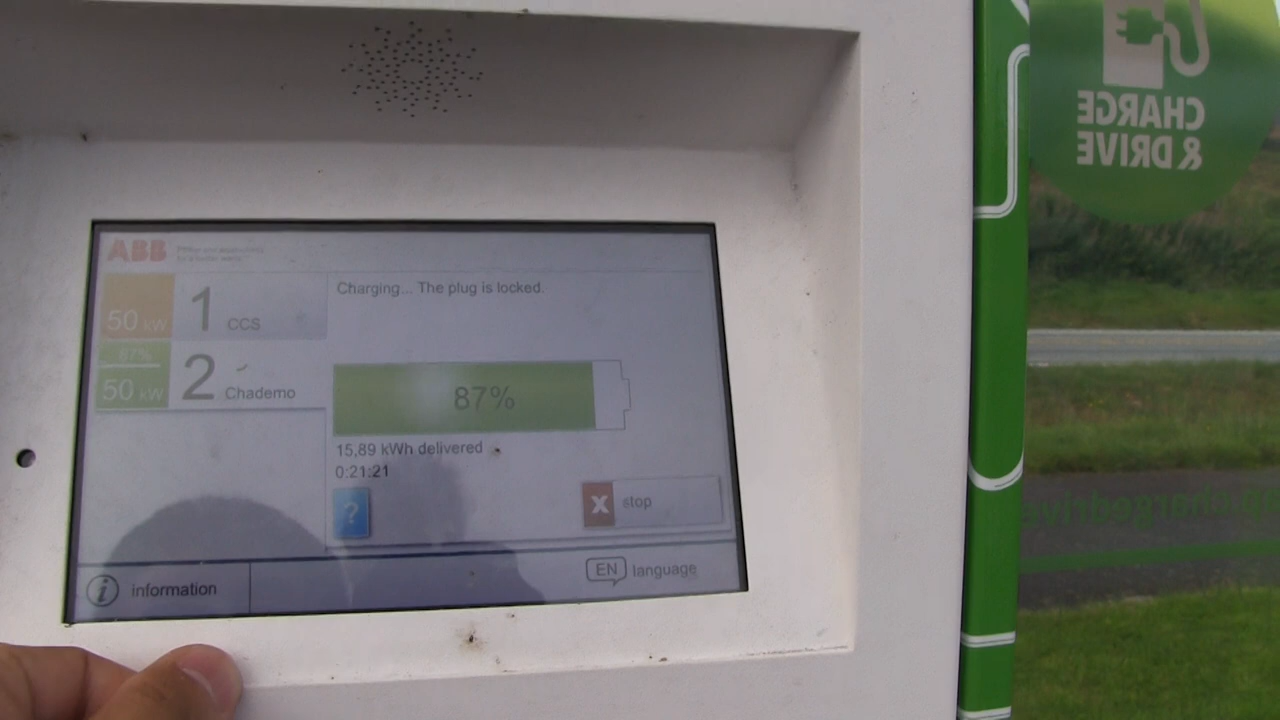 CHARGE
& DRIVE
ABB
50 kW
1 CCS
87%
50 kW
2 Chademo
Charging... The plug is locked.
87%
15,89 kWh delivered
0:21:21
?
X stop
i information
EN language
chargedrive